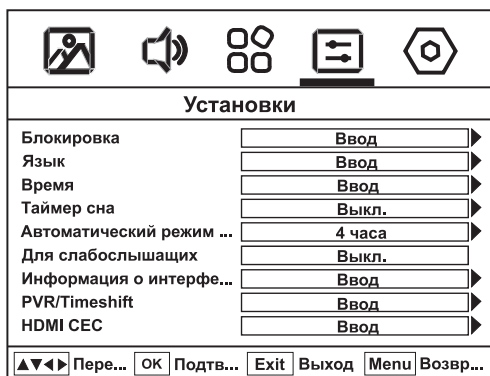 Установки
Блокировка Ввод
Язык Ввод
Время Ввод
Таймер сна Выкл.
Автоматический режим ... 4 часа
Для слабослышащих Выкл.
Информация о интерфе... Ввод
PVR/Timeshift Ввод
HDMI CEC Ввод
▲▼◀▶ Пере... OK Подтв... Exit Выход Menu Возвр...